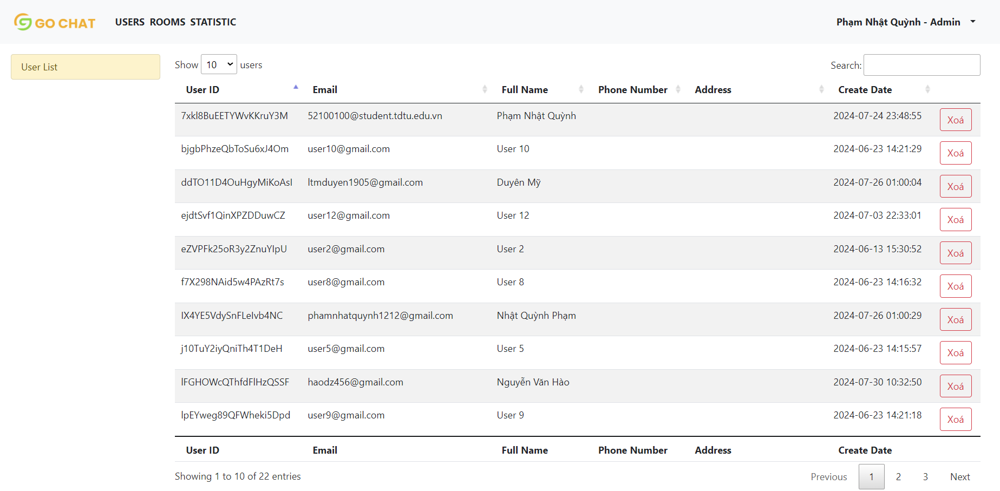 GO CHAT USERS ROOMS STATISTIC Phạm Nhật Quỳnh - Admin
User List
Show 10 users Search:
User ID Email Full Name Phone Number Address Create Date
7xkl8BuEETYWvKKruY3M 52100100@student.tdtu.edu.vn Phạm Nhật Quỳnh 2024-07-24 23:48:55 Xoá
bjgbPhzeQbToSu6xJ4Om user10@gmail.com User 10 2024-06-23 14:21:29 Xoá
ddTO11D4OuHgyMiKoAsI ltmduyen1905@gmail.com Duyên Mỹ 2024-07-26 01:00:04 Xoá
ejdtSvf1QinXPZDDuwCZ user12@gmail.com User 12 2024-07-03 22:33:01 Xoá
eZVPFk25oR3y2ZnuYIpU user2@gmail.com User 2 2024-06-13 15:30:52 Xoá
f7X298NAid5w4PAzRt7s user8@gmail.com User 8 2024-06-23 14:16:32 Xoá
IX4YE5VdySnFLeIvb4NC phamnhatquynh1212@gmail.com Nhật Quỳnh Phạm 2024-07-26 01:00:29 Xoá
j10TuY2iyQniTh4T1DeH user5@gmail.com User 5 2024-06-23 14:15:57 Xoá
lFGHOWcQThfdFlHzQSSF haodz456@gmail.com Nguyễn Văn Hào 2024-07-30 10:32:50 Xoá
lpEYweg89QFWheki5Dpd user9@gmail.com User 9 2024-06-23 14:21:18 Xoá
User ID Email Full Name Phone Number Address Create Date
Showing 1 to 10 of 22 entries Previous 1 2 3 Next